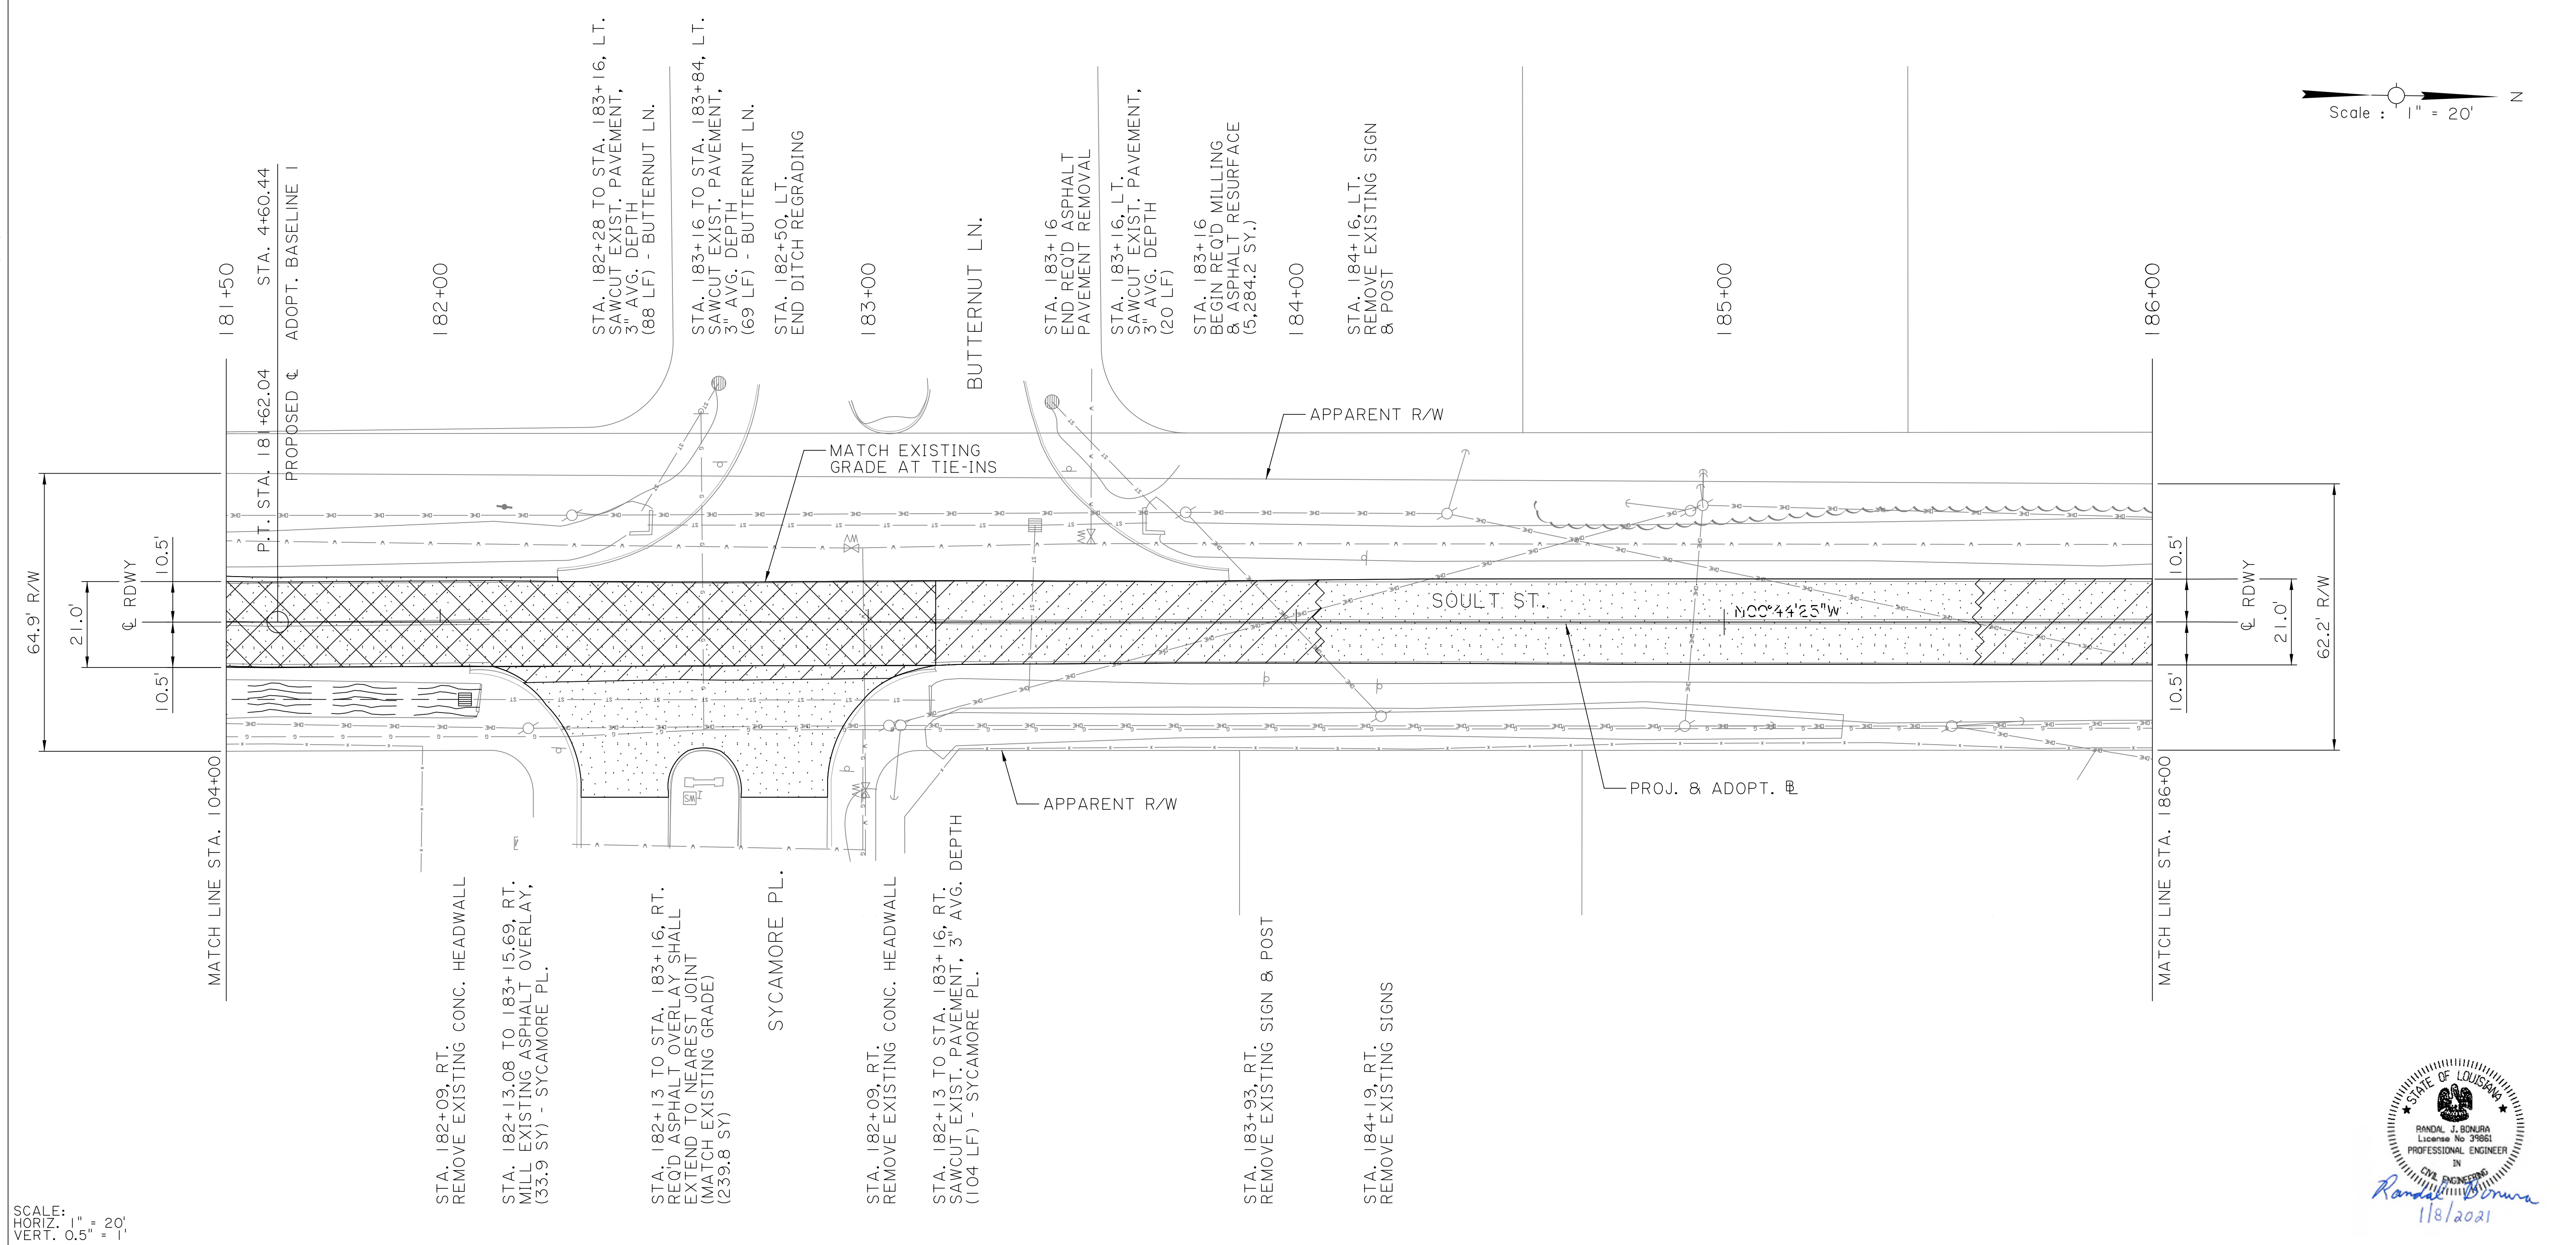 STA. 182+28 TO STA. 183+16, LT.
SAWCUT EXIST. PAVEMENT,
3" AVG. DEPTH
(88 LF) - BUTTERNUT LN.
STA. 183+16 TO STA. 183+84, LT.
SAWCUT EXIST. PAVEMENT,
3" AVG. DEPTH
(69 LF) - BUTTERNUT LN.
STA. 182+50, LT.
END DITCH REGRADING
BUTTERNUT LN.
STA. 183+16
END REQ'D ASPHALT
PAVEMENT REMOVAL
STA. 183+16, LT.
SAWCUT EXIST. PAVEMENT,
3" AVG. DEPTH
(20 LF)
STA. 183+16
BEGIN REQ'D MILLING
& ASPHALT RESURFACE
(5,284.2 SY.)
STA. 184+16, LT.
REMOVE EXISTING SIGN
& POST
N
Scale : 1" = 20'
181+50
182+00
183+00
184+00
185+00
186+00
P.T. STA. 181+62.04 STA. 4+60.44
PROPOSED ℄ ADOPT. BASELINE 1
APPARENT R/W
MATCH EXISTING
GRADE AT TIE-INS
64.9' R/W
21.0'
℄ RDWY
10.5'
10.5'
SOULT ST.
N00°44'25"W
10.5'
10.5'
℄ RDWY
21.0'
62.2' R/W
PROJ. & ADOPT. ⅊
APPARENT R/W
MATCH LINE STA. 104+00
MATCH LINE STA. 186+00
STA. 182+09, RT.
REMOVE EXISTING CONC. HEADWALL
STA. 182+13.08 TO 183+15.69, RT.
MILL EXISTING ASPHALT OVERLAY,
(33.9 SY) - SYCAMORE PL.
STA. 182+13 TO STA. 183+16, RT.
REQ'D ASPHALT OVERLAY SHALL
EXTEND TO NEAREST JOINT
(MATCH EXISTING GRADE)
(239.8 SY)
SYCAMORE PL.
STA. 182+09, RT.
REMOVE EXISTING CONC. HEADWALL
STA. 182+13 TO STA. 183+16, RT.
SAWCUT EXIST. PAVEMENT, 3" AVG. DEPTH
(104 LF) - SYCAMORE PL.
STA. 183+93, RT.
REMOVE EXISTING SIGN & POST
STA. 184+19, RT.
REMOVE EXISTING SIGNS
STATE OF LOUISIANA
RANDAL J. BONURA
License No 39861
PROFESSIONAL ENGINEER
IN
CIVIL ENGINEERING
Randal Bonura
1/8/2021
SCALE:
HORIZ. 1" = 20'
VERT. 0.5" = 1'